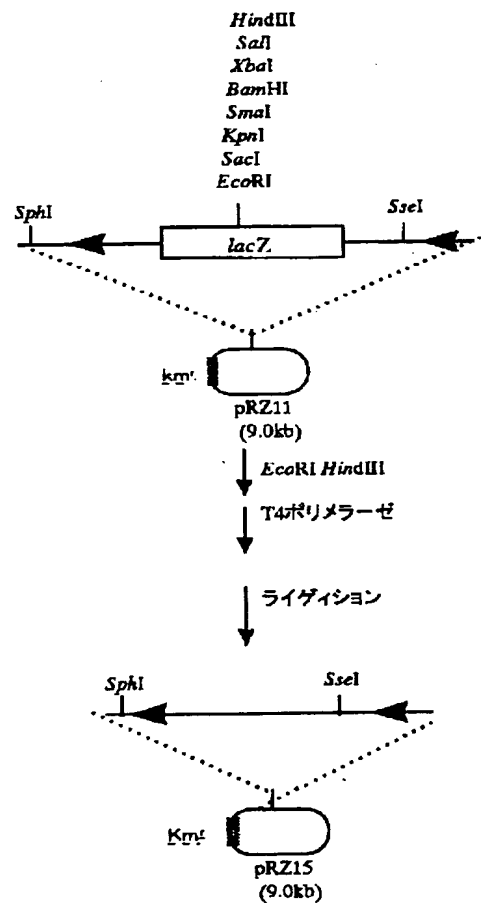 HindIII
SalI
XbaI
BamHI
SmaI
KpnI
SacI
EcoRI
SphI
SseI
lacZ
kmʳ
pRZ11
(9.0kb)
EcoRI HindIII
T4ポリメラーゼ
ライゲィション
SphI
SseI
Kmʳ
pRZ15
(9.0kb)